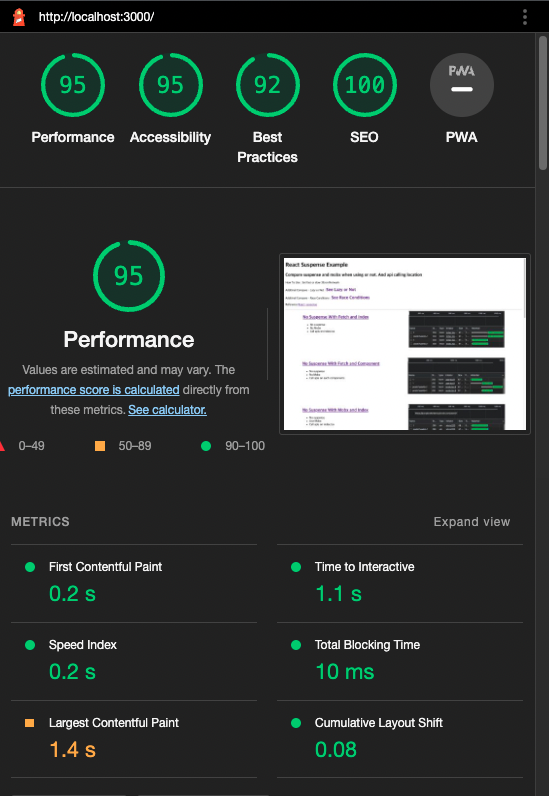 http://localhost:3000/
95
95
92
100
PWA
Performance
Accessibility
Best
Practices
SEO
PWA
95
Performance
Values are estimated and may vary. The
performance score is calculated directly from
these metrics. See calculator.
0–49
50–89
90–100
React Suspense Example
Compare suspense and nocks when using or not. And api calling location
See Lazy or Not
See Race Conditions
No Suspense With Fetch and Index
No Suspense With Fetch and Component
No Suspense With Nocks and Index
METRICS
Expand view
First Contentful Paint
0.2 s
Time to Interactive
1.1 s
Speed Index
0.2 s
Total Blocking Time
10 ms
Largest Contentful Paint
1.4 s
Cumulative Layout Shift
0.08